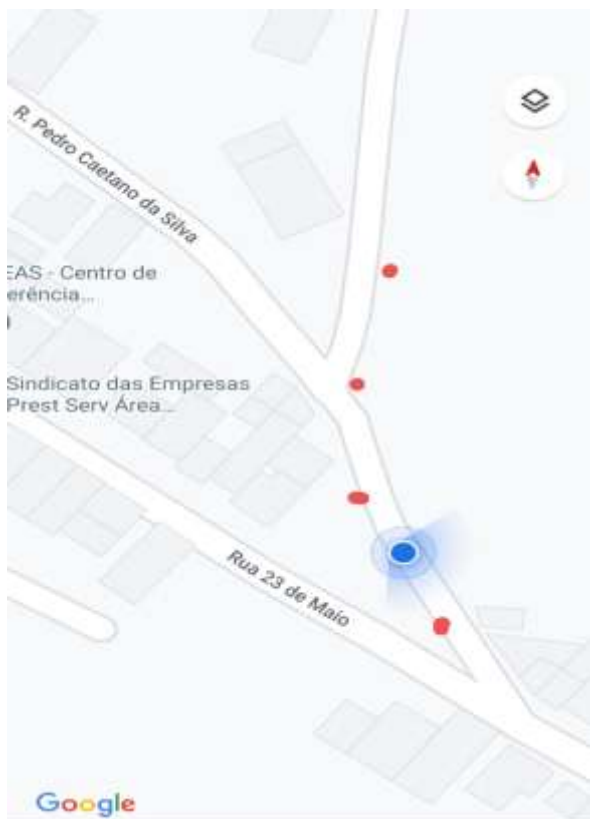 R. Pedro Caetano da Silva
EAS - Centro de
erência...
Sindicato das Empresas
Prest Serv Área...
Rua 23 de Maio
Google